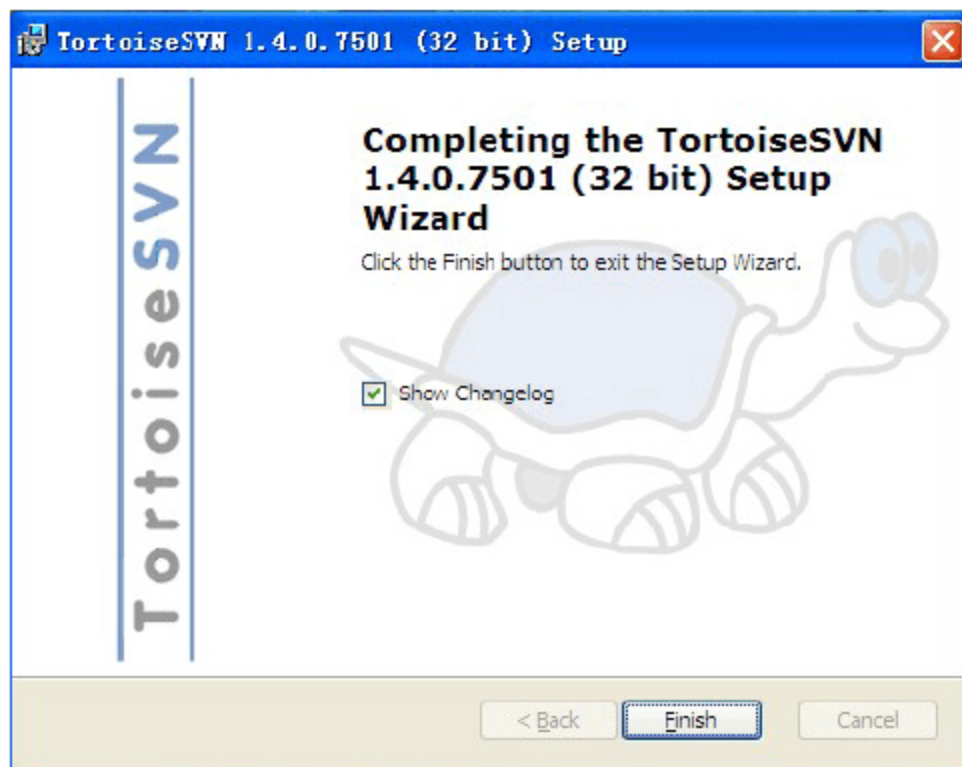 TortoiseSVN 1.4.0.7501 (32 bit) Setup
TortoiseSVN
Completing the TortoiseSVN
1.4.0.7501 (32 bit) Setup
Wizard
Click the Finish button to exit the Setup Wizard.
Show Changelog
< Back
Finish
Cancel